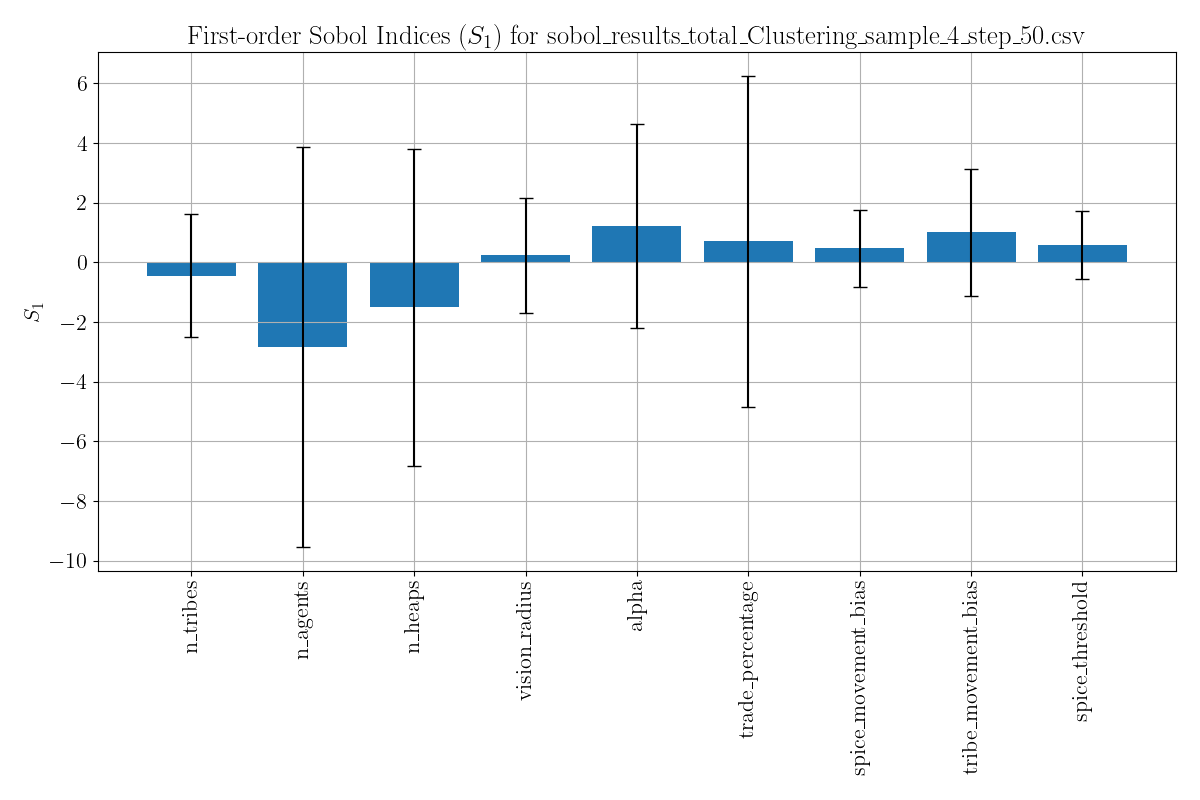 First-order Sobol Indices (S₁) for sobol_results_total_Clustering_sample_4_step_50.csv
6
4
2
0
−2
−4
−6
−8
−10
S₁
n_tribes
n_agents
n_heaps
vision_radius
alpha
trade_percentage
spice_movement_bias
tribe_movement_bias
spice_threshold